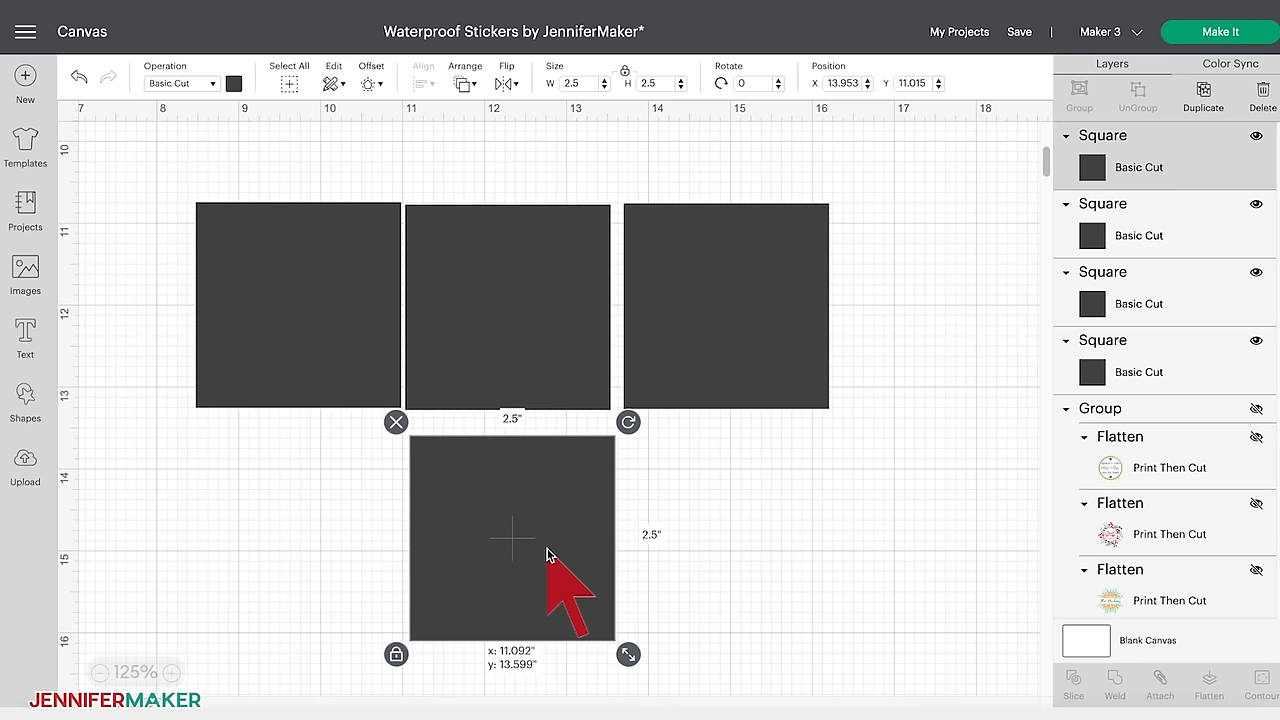 Canvas
Waterproof Stickers by JenniferMaker*
My Projects
Save
|
Maker 3
Make It
New
Templates
Projects
Images
Text
Shapes
Upload
Operation
Basic Cut
Select All
Edit
Offset
Align
Arrange
Flip
Size
W 2.5
H 2.5
Rotate
0
Position
X 13.953
Y 11.015
7 8 9 10 11 12 13 14 15 16 17 18
10
11
12
13
14
15
16
2.5"
2.5"
x: 11.092"
y: 13.599"
125%
JENNIFERMAKER
Layers
Color Sync
Group
UnGroup
Duplicate
Delete
Square
Basic Cut
Square
Basic Cut
Square
Basic Cut
Square
Basic Cut
Group
Flatten
Print Then Cut
Flatten
Print Then Cut
Flatten
Print Then Cut
Blank Canvas
Slice
Weld
Attach
Flatten
Contour